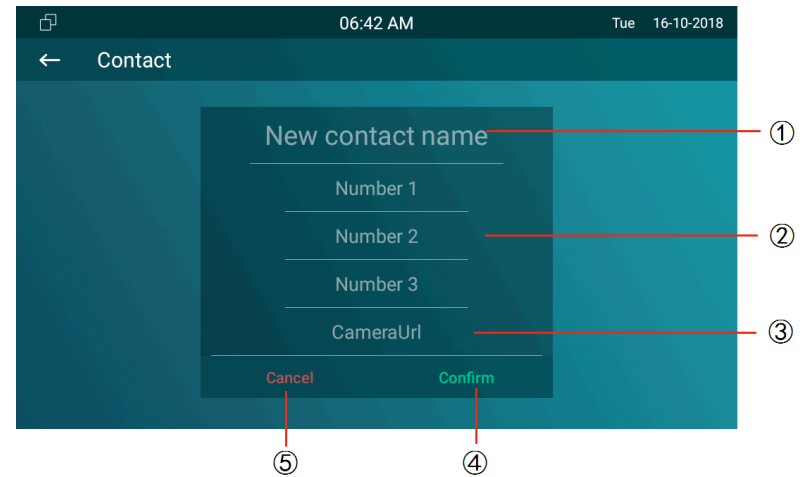 06:42 AM Tue 16-10-2018
Contact
New contact name ①
Number 1
Number 2 ②
Number 3
CameraUrl ③
Cancel Confirm
⑤ ④